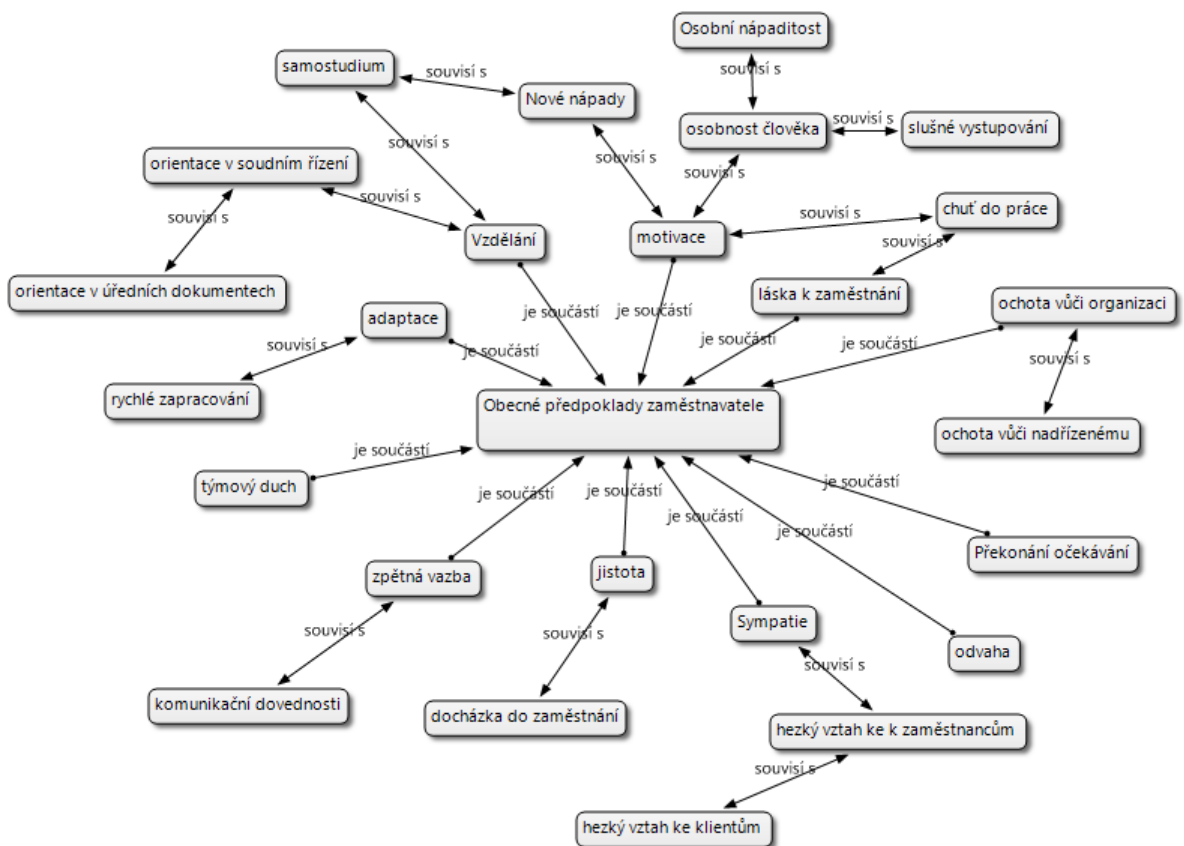 Osobní nápaditost
samostudium
souvisí s
souvisí s
Nové nápady
osobnost člověka
souvisí s
slušné vystupování
souvisí s
orientace v soudním řízení
souvisí s
souvisí s
souvisí s
souvisí s
chuť do práce
souvisí s
Vzdělání
motivace
souvisí s
orientace v úředních dokumentech
láska k zaměstnání
ochota vůči organizaci
adaptace
je součástí
je součástí
je součástí
souvisí s
je součástí
je součástí
souvisí s
rychlé zapracování
Obecné předpoklady zaměstnavatele
ochota vůči nadřízenému
je součástí
týmový duch
je součástí
je součástí
je součástí
je součástí
je součástí
Překonání očekávání
zpětná vazba
jistota
Sympatie
souvisí s
souvisí s
odvaha
souvisí s
komunikační dovednosti
docházka do zaměstnání
hezký vztah ke k zaměstnancům
souvisí s
hezký vztah ke klientům